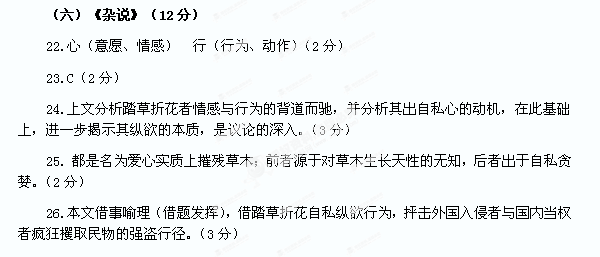 （六）《杂说》（12分）
22.心（意愿、情感）　行（行为、动作）（2分）
23.C（2分）
24.上文分析踏草折花者情感与行为的背道而驰，并分析其出自私心的动机，在此基础
上，进一步揭示其纵欲的本质，是议论的深入。（3分）
25. 都是名为爱心实质上摧残草木；前者源于对草木生长天性的无知，后者出于自私贪
婪。（2分）
26.本文借事喻理（借题发挥），借踏草折花自私纵欲行为，抨击外国入侵者与国内当权
者疯狂攫取民物的强盗行径。（3分）